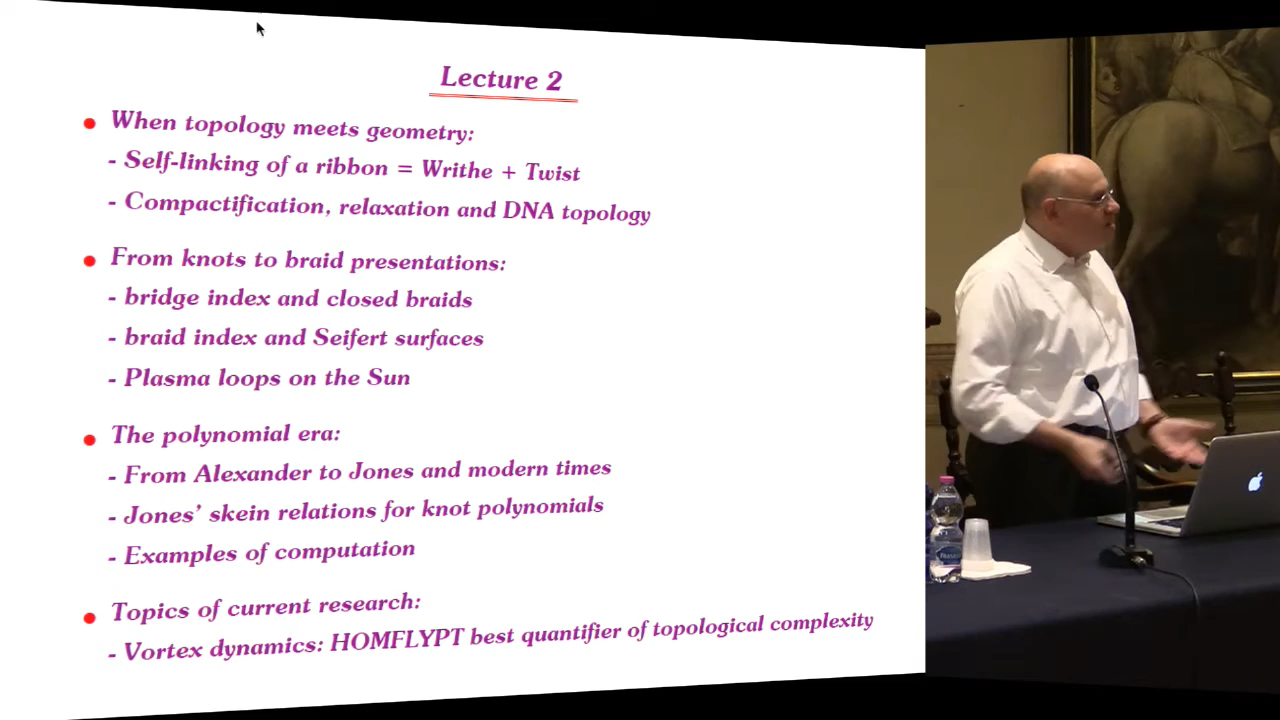 Lecture 2
When topology meets geometry:
- Self-linking of a ribbon = Writhe + Twist
- Compactification, relaxation and DNA topology
From knots to braid presentations:
- bridge index and closed braids
- braid index and Seifert surfaces
- Plasma loops on the Sun
The polynomial era:
- From Alexander to Jones and modern times
- Jones' skein relations for knot polynomials
- Examples of computation
Topics of current research:
- Vortex dynamics: HOMFLYPT best quantifier of topological complexity